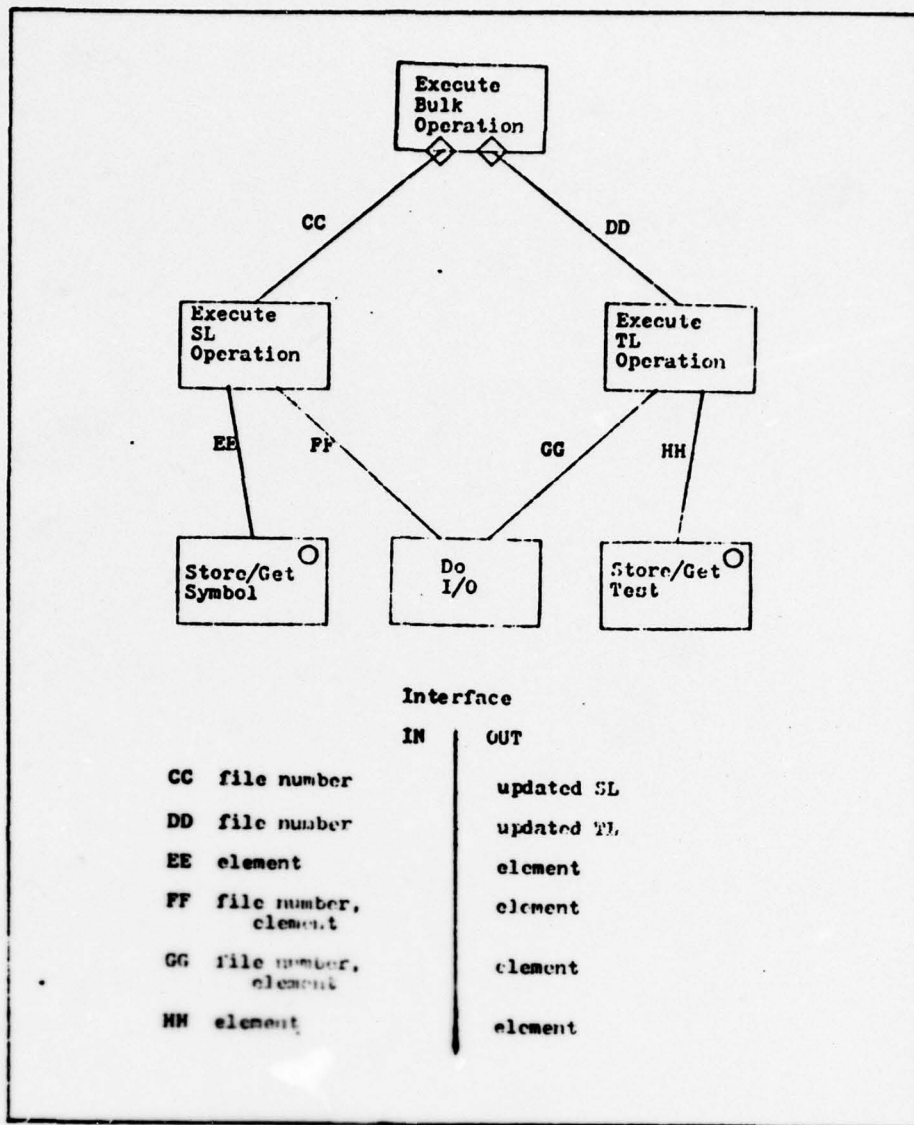 Execute
Bulk
Operation
CC
DD
Execute
SL
Operation
Execute
TL
Operation
EE
FF
GG
HH
Store/Get
Symbol
Do
I/O
Store/Get
Test
Interface
IN OUT
CC file number updated SL
DD file number updated TL
EE element element
FF file number, element
element
GG file number, element
element
HH element element